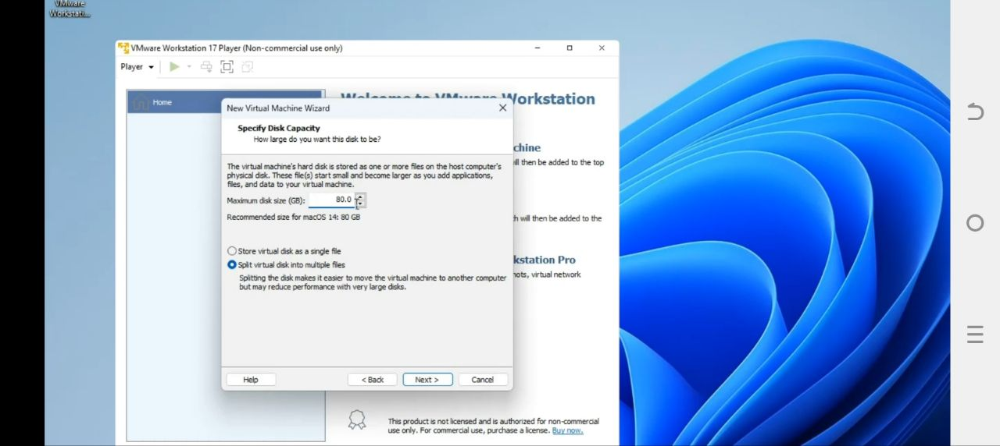 VMware
Workstati...
VMware Workstation 17 Player (Non-commercial use only)
Player
Home
Welcome to VMware Workstation
New Virtual Machine Wizard
Specify Disk Capacity
How large do you want this disk to be?
chine
ill then be added to the top
The virtual machine's hard disk is stored as one or more files on the host computer's
physical disk. These file(s) start small and become larger as you add applications,
files, and data to your virtual machine.
Maximum disk size (GB): 80.0
Recommended size for macOS 14: 80 GB
h will then be added to the
Store virtual disk as a single file
Split virtual disk into multiple files
kstation Pro
Splitting the disk makes it easier to move the virtual machine to another computer
but may reduce performance with very large disks.
ots, virtual network
Help
< Back
Next >
Cancel
This product is not licensed and is authorized for non-commercial
use only. For commercial use, purchase a license. Buy now.